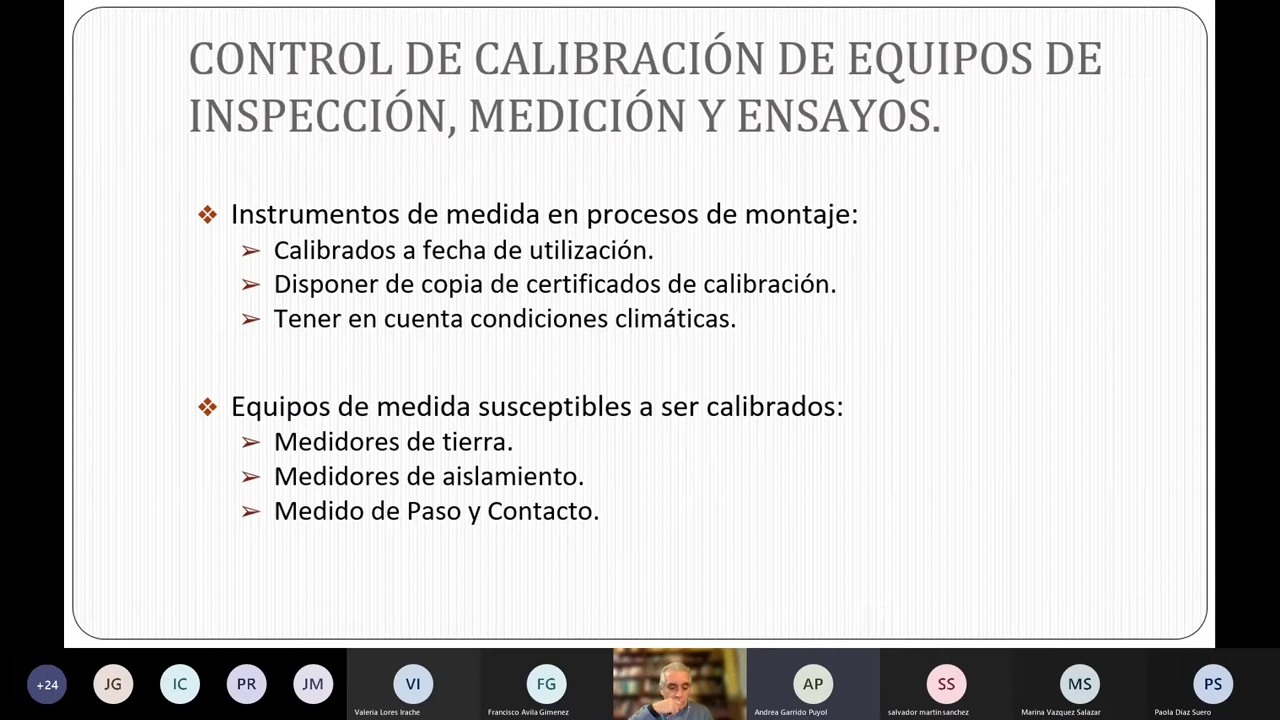 CONTROL DE CALIBRACIÓN DE EQUIPOS DE
INSPECCIÓN, MEDICIÓN Y ENSAYOS.
Instrumentos de medida en procesos de montaje:
Calibrados a fecha de utilización.
Disponer de copia de certificados de calibración.
Tener en cuenta condiciones climáticas.
Equipos de medida susceptibles a ser calibrados:
Medidores de tierra.
Medidores de aislamiento.
Medido de Paso y Contacto.
+24 JG IC PR JM VI FG AP SS MS PS
Valeria Lores Irache Francisco Avila Gimenez Andrea Garrido Puyol salvador martin sanchez Marina Vazquez Salazar Paola Diaz Suero